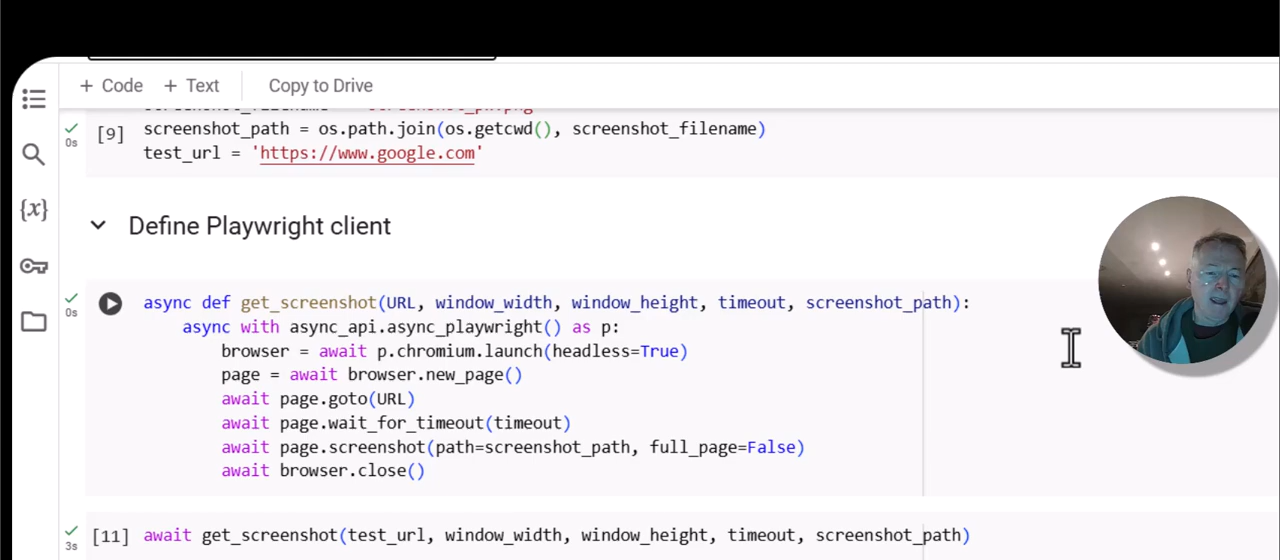 + Code + Text Copy to Drive
[9]
0s
screenshot_path = os.path.join(os.getcwd(), screenshot_filename)
test_url = 'https://www.google.com'
{x}
Define Playwright client
0s
async def get_screenshot(URL, window_width, window_height, timeout, screenshot_path):
async with async_api.async_playwright() as p:
browser = await p.chromium.launch(headless=True)
page = await browser.new_page()
await page.goto(URL)
await page.wait_for_timeout(timeout)
await page.screenshot(path=screenshot_path, full_page=False)
await browser.close()
[11] await get_screenshot(test_url, window_width, window_height, timeout, screenshot_path)
3s